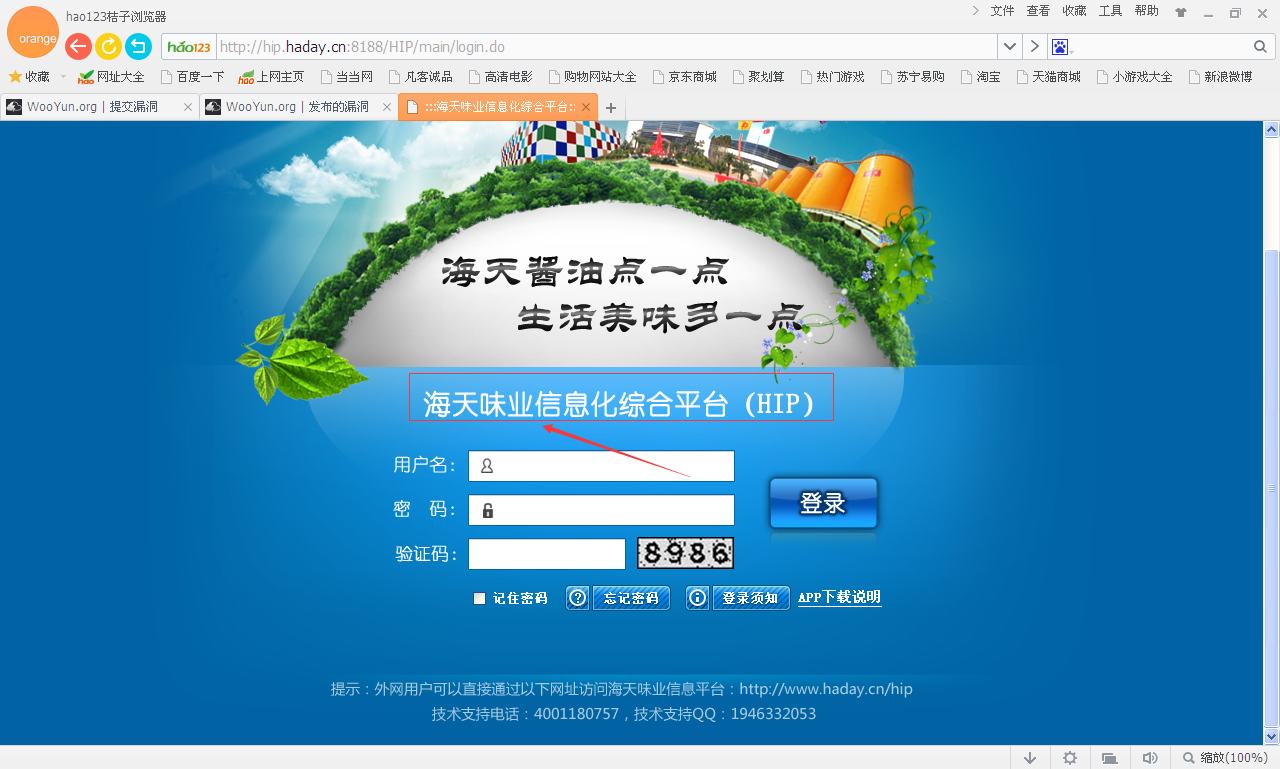 hao123桔子浏览器
文件 查看 收藏 工具 帮助
orange
hao123 http://hip.haday.cn:8188/HIP/main/login.do
收藏 网址大全 百度一下 上网主页 当当网 凡客诚品 高清电影 购物网站大全 京东商城 聚划算 热门游戏 苏宁易购 淘宝 天猫商城 小游戏大全 新浪微博
WooYun.org | 提交漏洞 WooYun.org | 发布的漏洞 :::海天味业信息化综合平台::
海天酱油点一点
生活美味多一点
海天味业信息化综合平台（HIP）
用户名：
密 码：
登录
验证码： 8986
记住密码 忘记密码 登录须知 APP下载说明
提示：外网用户可以直接通过以下网址访问海天味业信息平台：http://www.haday.cn/hip
技术支持电话：4001180757，技术支持QQ：1946332053
缩放(100%)